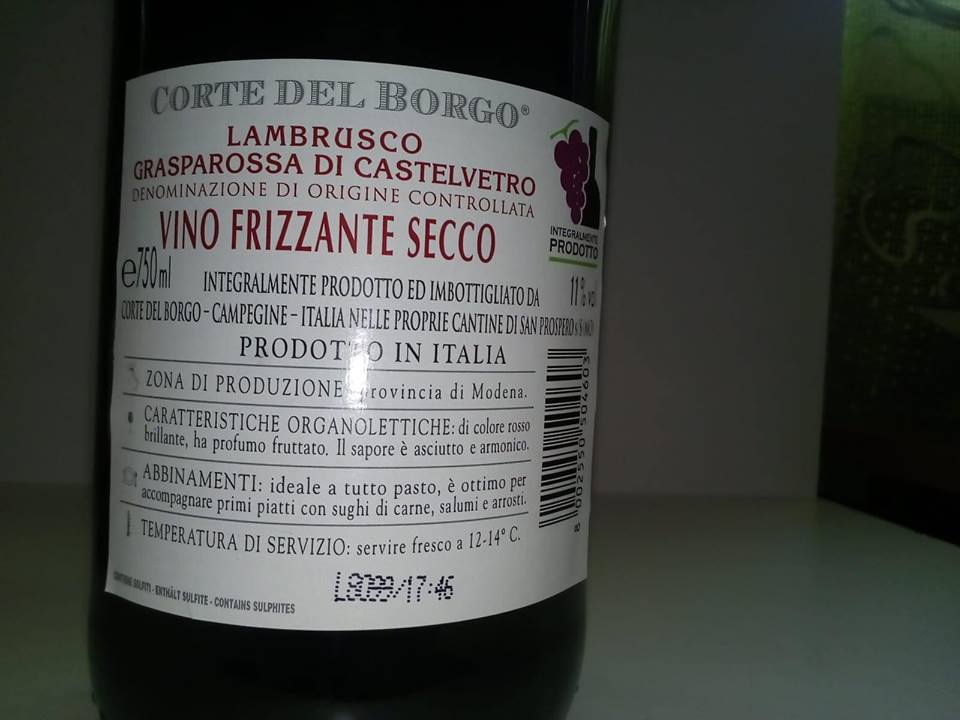 CORTE DEL BORGO®
LAMBRUSCO
GRASPAROSSA DI CASTELVETRO
DENOMINAZIONE DI ORIGINE CONTROLLATA
VINO FRIZZANTE SECCO
INTEGRALMENTE
PRODOTTO
e750ml
11% vol
INTEGRALMENTE PRODOTTO ED IMBOTTIGLIATO DA
CORTE DEL BORGO - CAMPEGINE - ITALIA NELLE PROPRIE CANTINE DI SAN PROSPERO
PRODOTTO IN ITALIA
ZONA DI PRODUZIONE: provincia di Modena.
CARATTERISTICHE ORGANOLETTICHE: di colore rosso
brillante, ha profumo fruttato. Il sapore è asciutto e armonico.
ABBINAMENTI: ideale a tutto pasto, è ottimo per
accompagnare primi piatti con sughi di carne, salumi e arrosti.
TEMPERATURA DI SERVIZIO: servire fresco a 12-14° C.
8 002550 504603
CONTIENE SOLFITI - ENTHÄLT SULFITE - CONTAINS SULPHITES
L8099/17:46